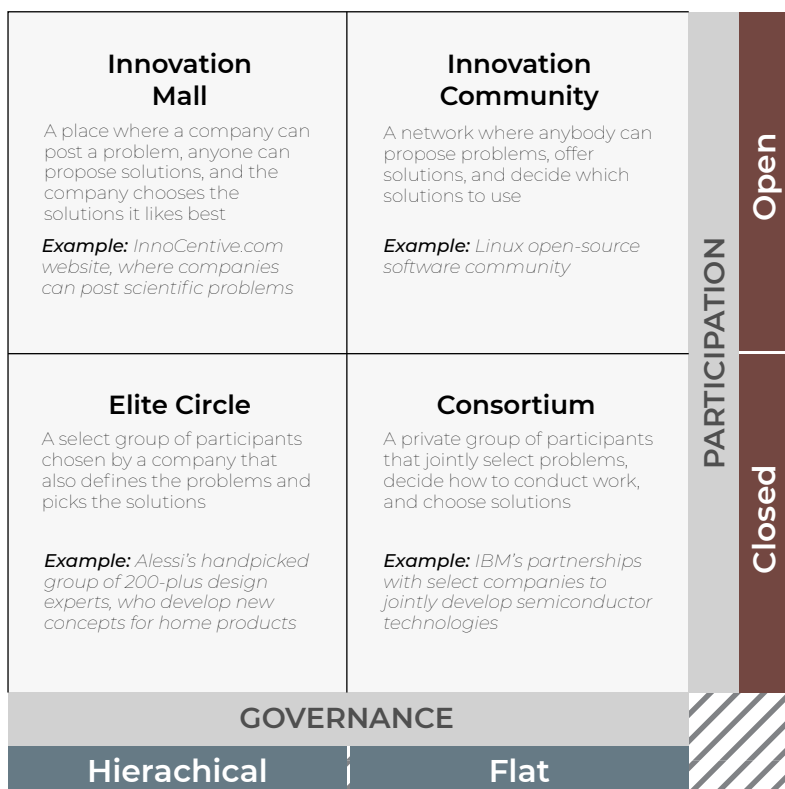 Innovation
Mall
A place where a company can
post a problem, anyone can
propose solutions, and the
company chooses the
solutions it likes best
Example: InnoCentive.com
website, where companies
can post scientific problems
Innovation
Community
A network where anybody can
propose problems, offer
solutions, and decide which
solutions to use
Example: Linux open-source
software community
Elite Circle
A select group of participants
chosen by a company that
also defines the problems and
picks the solutions
Example: Alessi's handpicked
group of 200-plus design
experts, who develop new
concepts for home products
Consortium
A private group of participants
that jointly select problems,
decide how to conduct work,
and choose solutions
Example: IBM's partnerships
with select companies to
jointly develop semiconductor
technologies
PARTICIPATION
Open
Closed
GOVERNANCE
Hierachical
Flat